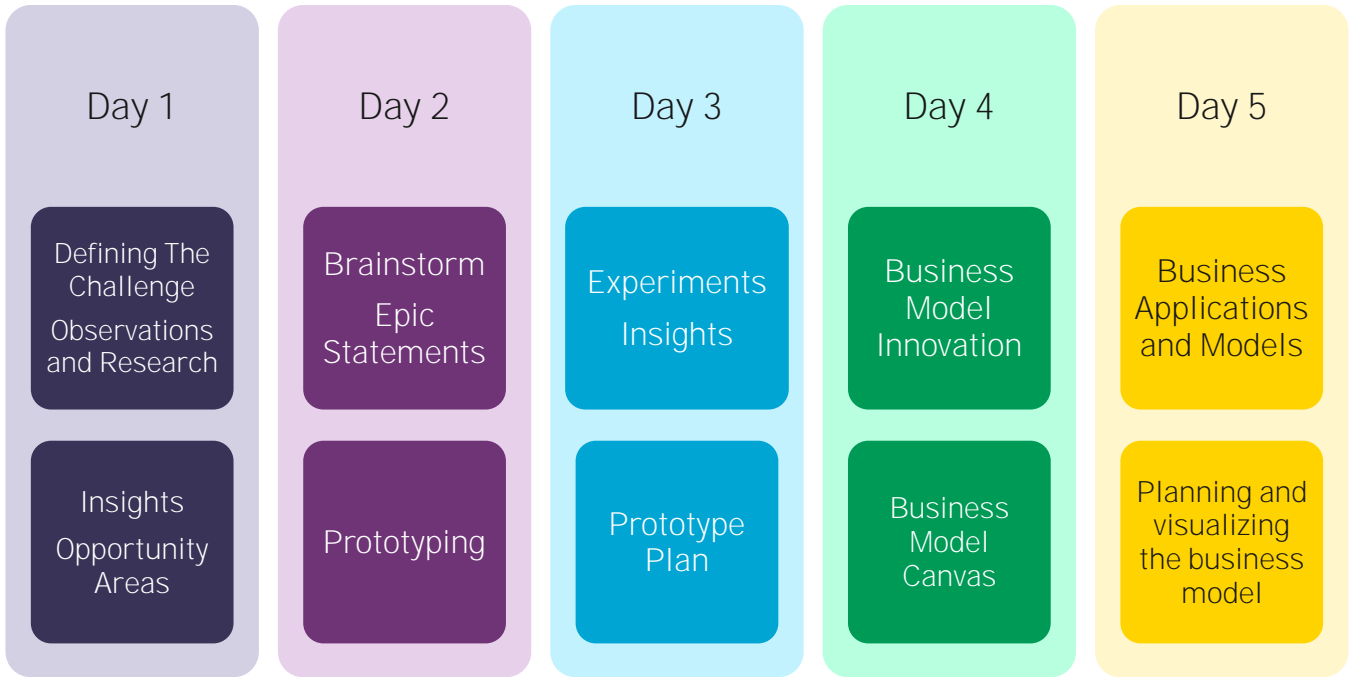 Day 1
Defining The
Challenge
Observations
and Research
Insights
Opportunity
Areas
Day 2
Brainstorm
Epic
Statements
Prototyping
Day 3
Experiments
Insights
Prototype
Plan
Day 4
Business
Model
Innovation
Business
Model
Canvas
Day 5
Business
Applications
and Models
Planning and
visualizing
the business
model